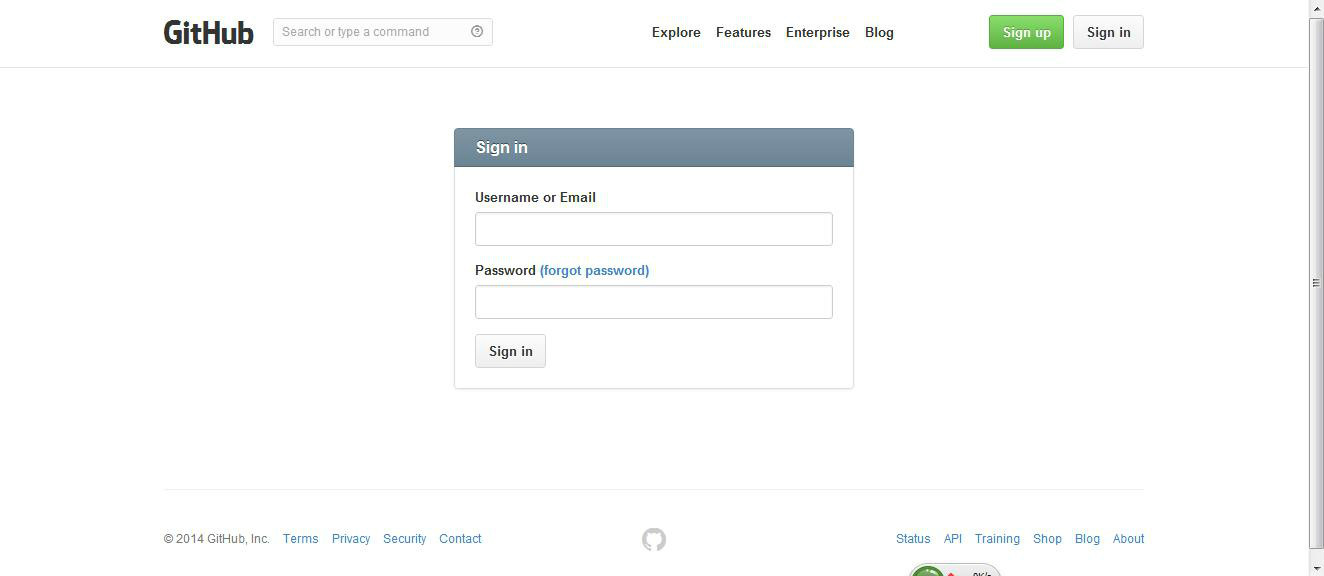 GitHub Search or type a command Explore Features Enterprise Blog Sign up Sign in
Sign in
Username or Email
Password (forgot password)
Sign in
© 2014 GitHub, Inc. Terms Privacy Security Contact Status API Training Shop Blog About